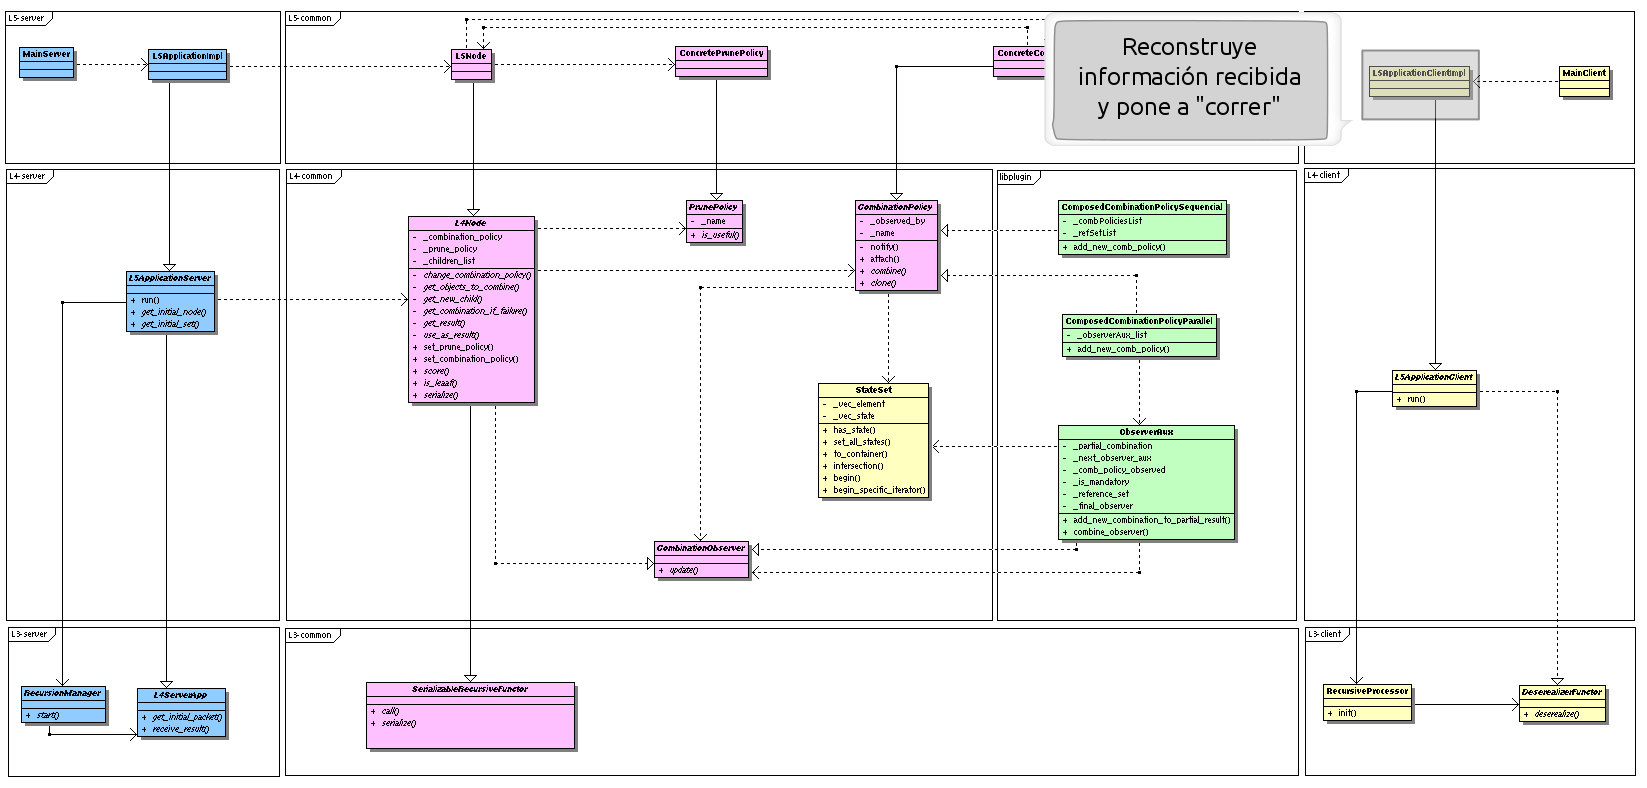 L5-server
MainServer
L5ApplicationImpl
L5-common
L5Node
ConcretePrunePolicy
ConcreteCo
Reconstruye
información recibida
y pone a "correr"
L5ApplicationClientImpl
MainClient
L4-server
L5ApplicationServer
+ run()
+ get_initial_node()
+ get_initial_set()
L4-common
L4Node
- _combination_policy
- _prune_policy
- _children_list
- change_combination_policy()
- get_objects_to_combine()
- get_new_child()
- get_combination_if_failure()
- get_result()
- use_as_result()
+ set_prune_policy()
+ set_combination_policy()
+ score()
+ is_leaaf()
+ serialize()
PrunePolicy
- _name
+ is_useful()
CombinationPolicy
- _observed_by
- _name
- notify()
+ attach()
+ combine()
+ clone()
StateSet
- _vec_element
- _vec_state
+ has_state()
+ set_all_states()
+ to_container()
+ intersection()
+ begin()
+ begin_specific_iterator()
CombinationObserver
+ update()
libplugin
ComposedCombinationPolicySequencial
- _combPoliciesList
- _refSetList
+ add_new_comb_policy()
ComposedCombinationPolicyParallel
- _observerAux_list
+ add_new_comb_policy()
ObserverAux
- _partial_combination
- _next_observer_aux
- _comb_policy_observed
- _is_mandatory
- _reference_set
- _final_observer
+ add_new_combination_to_partial_result()
+ combine_observer()
L4-client
L5ApplicationClient
+ run()
L3-server
RecursionManager
+ start()
L4ServerApp
+ get_initial_packet()
+ receive_result()
L3-common
SerializableRecursiveFunctor
+ call()
+ serialize()
L3-client
RecursiveProcessor
+ init()
DeserealizerFunctor
+ deserealize()